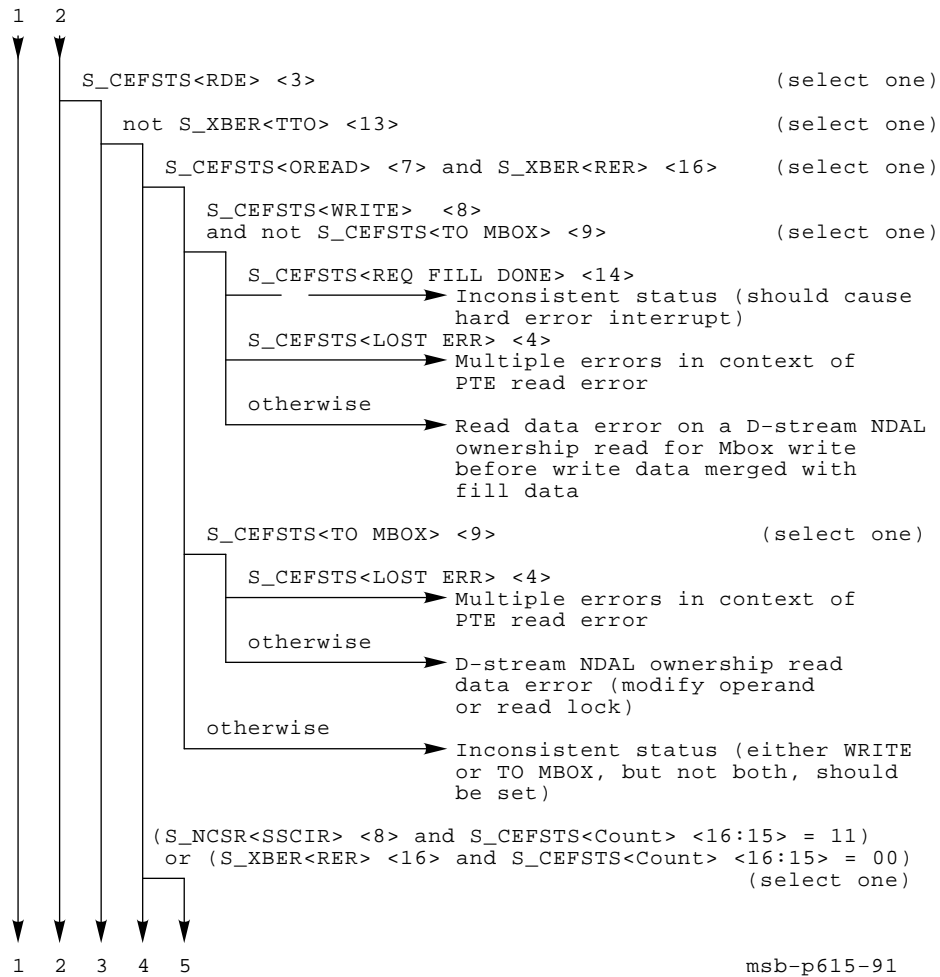 1 2
S_CEFSTS<RDE> <3> (select one)
not S_XBER<TTO> <13> (select one)
S_CEFSTS<OREAD> <7> and S_XBER<RER> <16> (select one)
S_CEFSTS<WRITE> <8>
and not S_CEFSTS<TO MBOX> <9> (select one)
S_CEFSTS<REQ FILL DONE> <14>
Inconsistent status (should cause
hard error interrupt)
S_CEFSTS<LOST ERR> <4>
Multiple errors in context of
PTE read error
otherwise
Read data error on a D-stream NDAL
ownership read for Mbox write
before write data merged with
fill data
S_CEFSTS<TO MBOX> <9> (select one)
S_CEFSTS<LOST ERR> <4>
Multiple errors in context of
PTE read error
otherwise
D-stream NDAL ownership read
data error (modify operand
or read lock)
otherwise
Inconsistent status (either WRITE
or TO MBOX, but not both, should
be set)
(S_NCSR<SSCIR> <8> and S_CEFSTS<Count> <16:15> = 11)
or (S_XBER<RER> <16> and S_CEFSTS<Count> <16:15> = 00)
(select one)
1 2 3 4 5 msb-p615-91